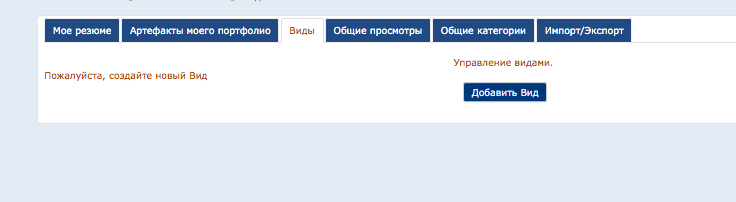 Мое резюме
Артефакты моего портфолио
Виды
Общие просмотры
Общие категории
Импорт/Экспорт
Управление видами.
Пожалуйста, создайте новый Вид
Добавить Вид